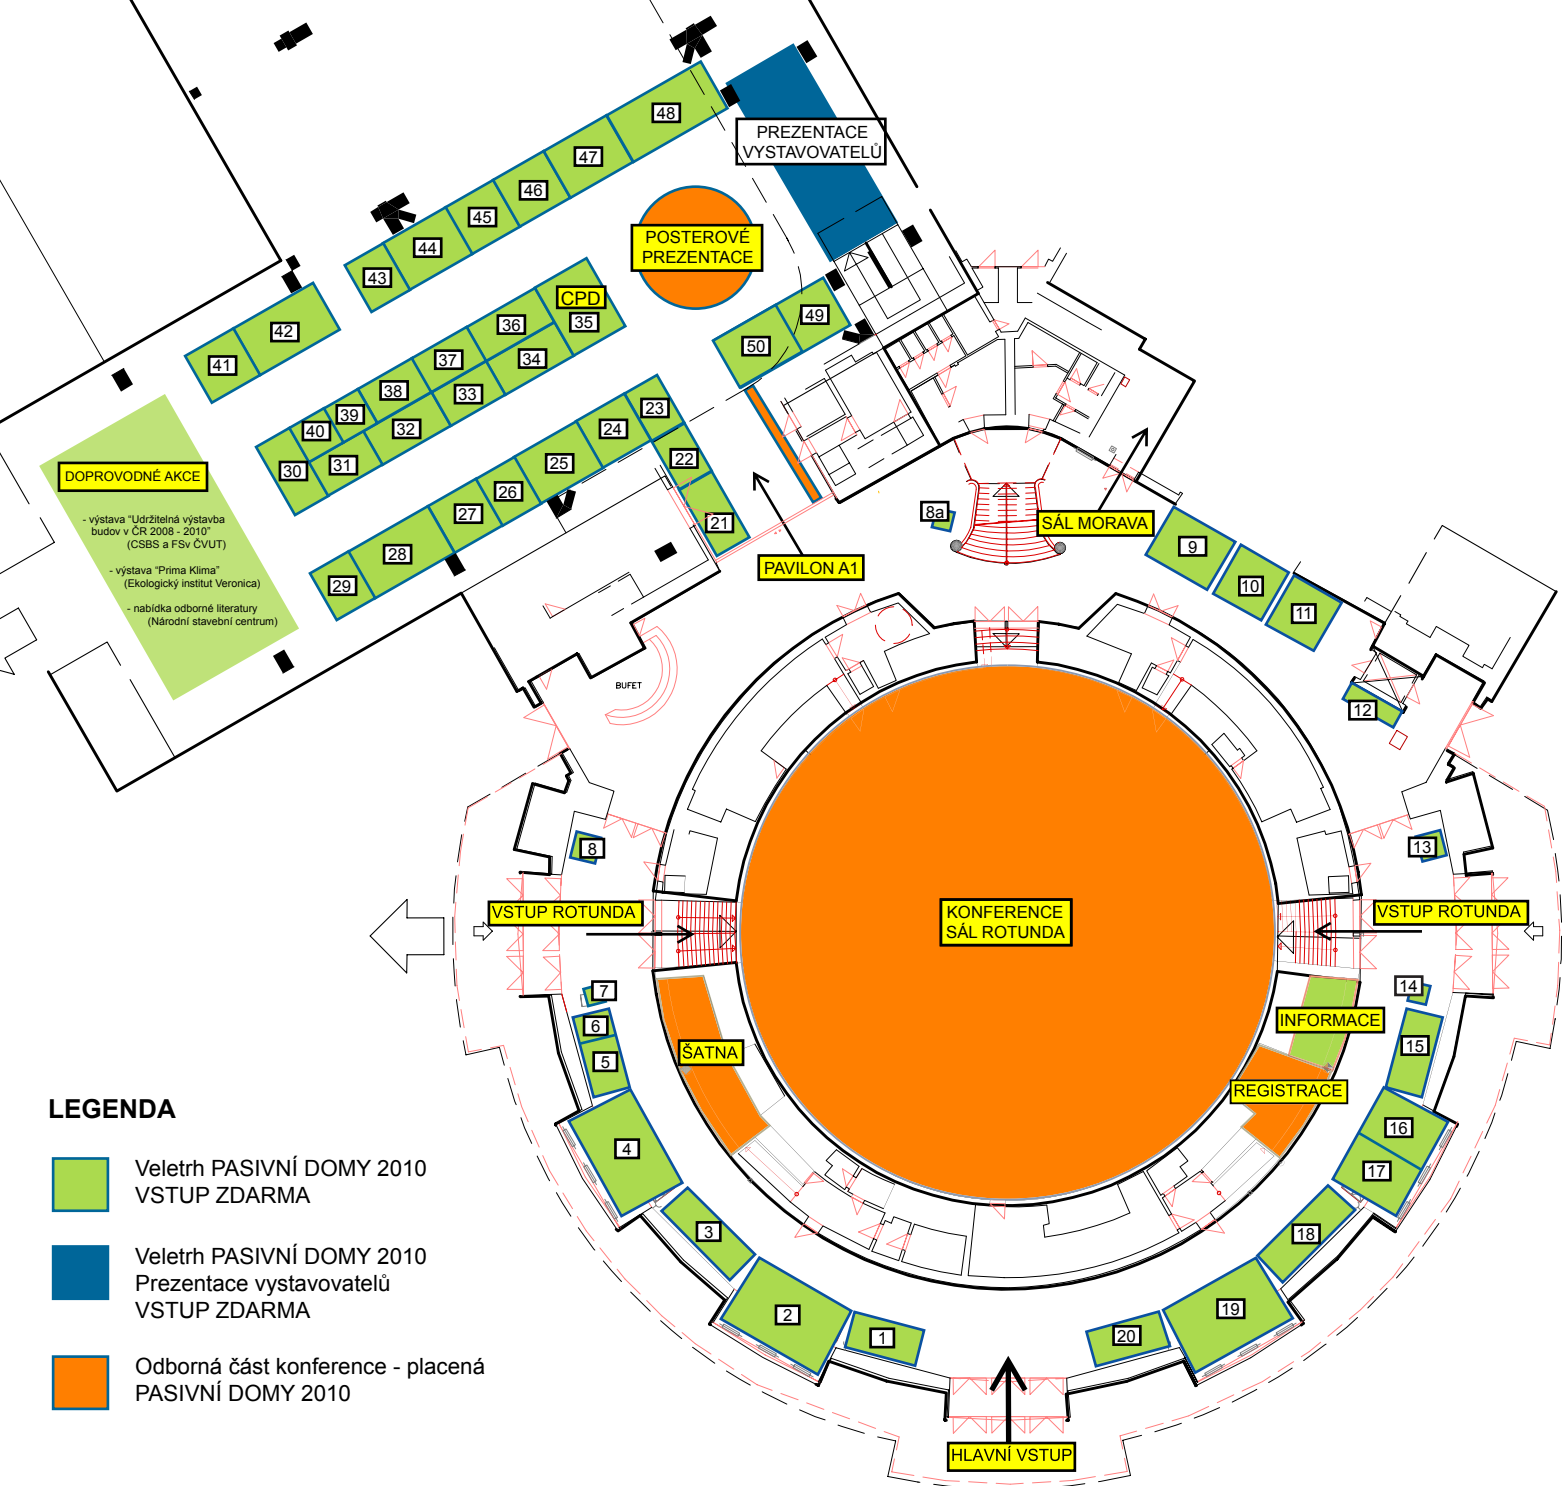 48
47
46
45
44
43
42
41
PREZENTACE
VYSTAVOVATELŮ
POSTEROVÉ
PREZENTACE
CPD
35
36
37
38
39
40
30
31
32
33
34
49
50
23
24
25
26
27
28
29
22
21
DOPROVODNÉ AKCE
- výstava “Udržitelná výstavba
budov v ČR 2008 - 2010”
(CSBS a FSv ČVUT)
- výstava “Prima Klima”
(Ekologický institut Veronica)
- nabídka odborné literatury
(Národní stavební centrum)
PAVILON A1
8a
SÁL MORAVA
9
10
11
12
BUFET
8
13
VSTUP ROTUNDA
KONFERENCE
SÁL ROTUNDA
VSTUP ROTUNDA
7
6
5
4
3
2
1
ŠATNA
14
INFORMACE
15
REGISTRACE
16
17
18
19
20
HLAVNÍ VSTUP
LEGENDA
Veletrh PASIVNÍ DOMY 2010
VSTUP ZDARMA
Veletrh PASIVNÍ DOMY 2010
Prezentace vystavovatelů
VSTUP ZDARMA
Odborná část konference - placená
PASIVNÍ DOMY 2010